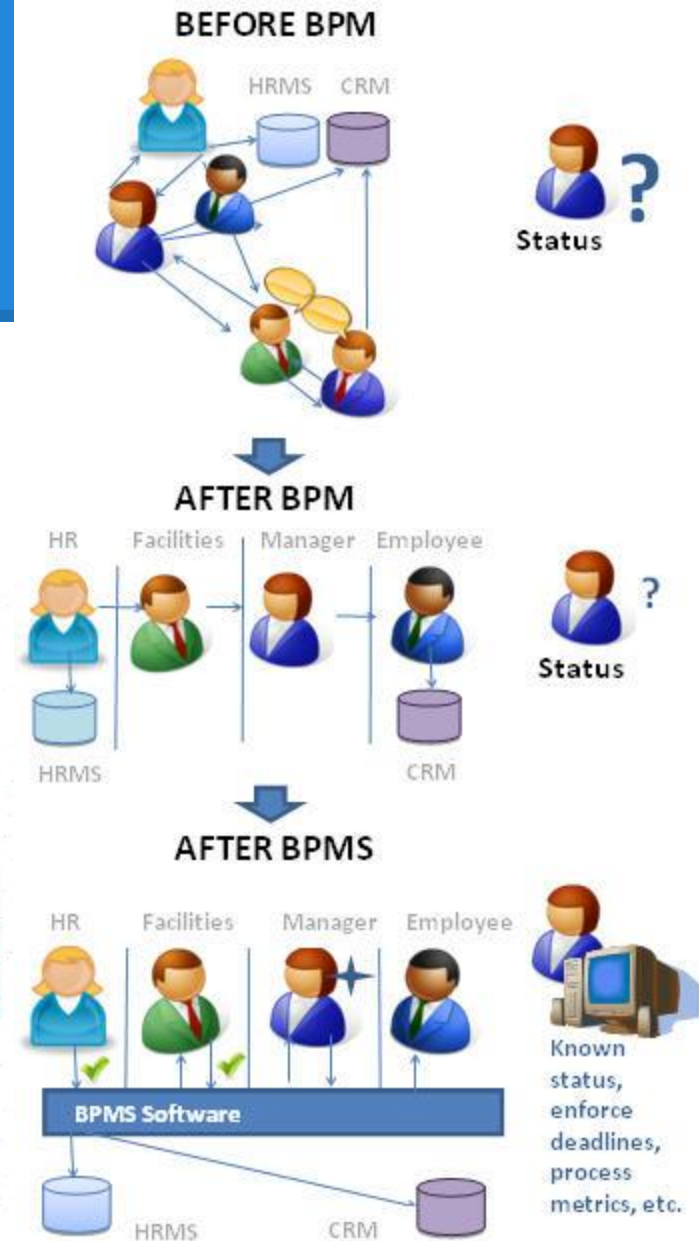 BEFORE BPM
HRMS CRM
?
Status
AFTER BPM
HR Facilities Manager Employee
?
Status
HRMS CRM
AFTER BPMS
HR Facilities Manager Employee
BPMS Software
Known
status,
enforce
deadlines,
process
metrics, etc.
HRMS CRM